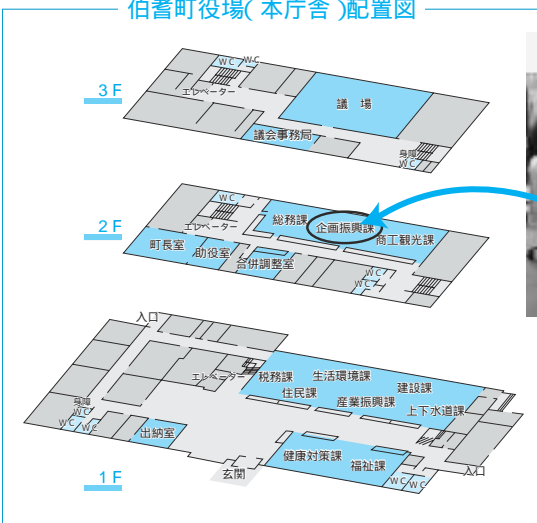 伯耆町役場(本庁舎)配置図
3F
WC WC
エレベーター
議 場
議会事務局
身障
WC
2F
WC
エレベーター
総務課
企画振興課
商工観光課
町長室
助役室
合併調整室
WC
WC
1F
入口
エレベーター
税務課
生活環境課
建設課
住民課
産業振興課
上下水道課
身障
WC
WC WC
出納室
健康対策課
福祉課
WC WC
玄関
入口